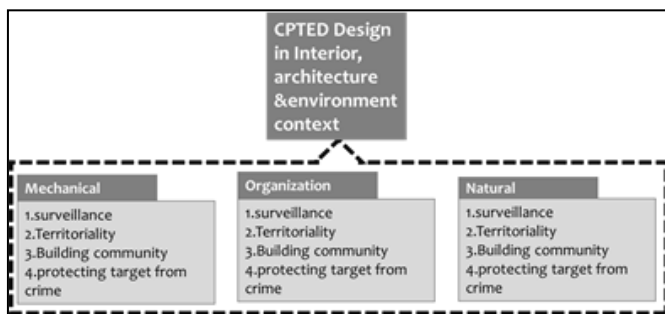 CPTED Design
in Interior,
architecture
&environment
context
Mechanical
1.surveillance
2.Territoriality
3.Building community
4.protecting target from
crime
Organization
1.surveillance
2.Territoriality
3.Building community
4.protecting target from
crime
Natural
1.surveillance
2.Territoriality
3.Building community
4.protecting target from
crime